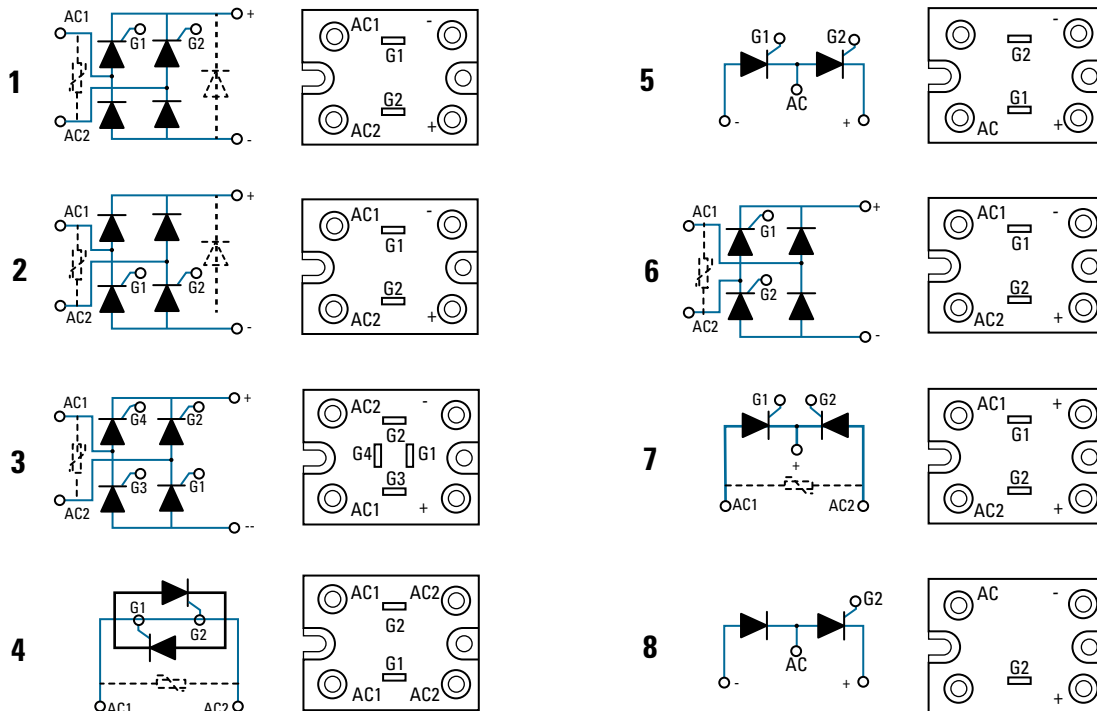 1
AC1
G1
G2
+
AC2
-
AC1
-
G1
G2
AC2
+
2
AC1
+
G1
G2
AC2
-
AC1
-
G1
G2
AC2
+
3
AC1
G4
G2
+
G3
G1
AC2
--
AC2
-
G2
G4
G1
G3
AC1
+
4
G1
G2
AC1
AC2
AC1
AC2
G2
G1
AC1
AC2
5
G1
G2
AC
-
+
-
G2
G1
AC
+
6
AC1
G1
+
G2
AC2
-
AC1
-
G1
G2
AC2
+
7
G1
G2
+
AC1
AC2
AC1
+
G1
G2
AC2
+
8
G2
AC
-
+
AC
-
G2
+